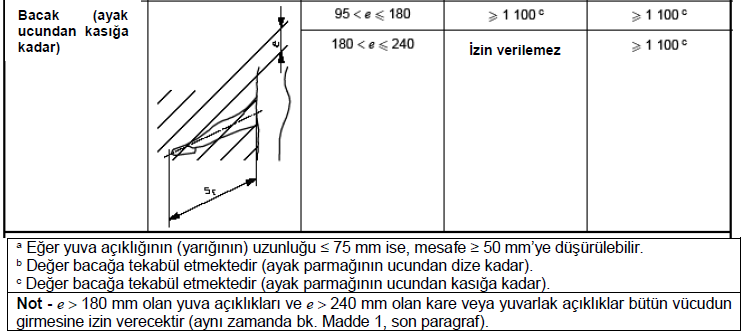 Bacak (ayak
ucundan kasığa
kadar)
95 < e ⩽ 180
⩾ 1 100 c
⩾ 1 100 c
180 < e ⩽ 240
İzin verilemez
⩾ 1 100 c
e
sr
a Eğer yuva açıklığının (yarığının) uzunluğu ≤ 75 mm ise, mesafe ≥ 50 mm’ye düşürülebilir.
b Değer bacağa tekabül etmektedir (ayak parmağının ucundan dize kadar).
c Değer bacağa tekabül etmektedir (ayak parmağının ucundan kasığa kadar).
Not - e > 180 mm olan yuva açıklıkları ve e > 240 mm olan kare veya yuvarlak açıklıklar bütün vücudun
girmesine izin verecektir (aynı zamanda bk. Madde 1, son paragraf).